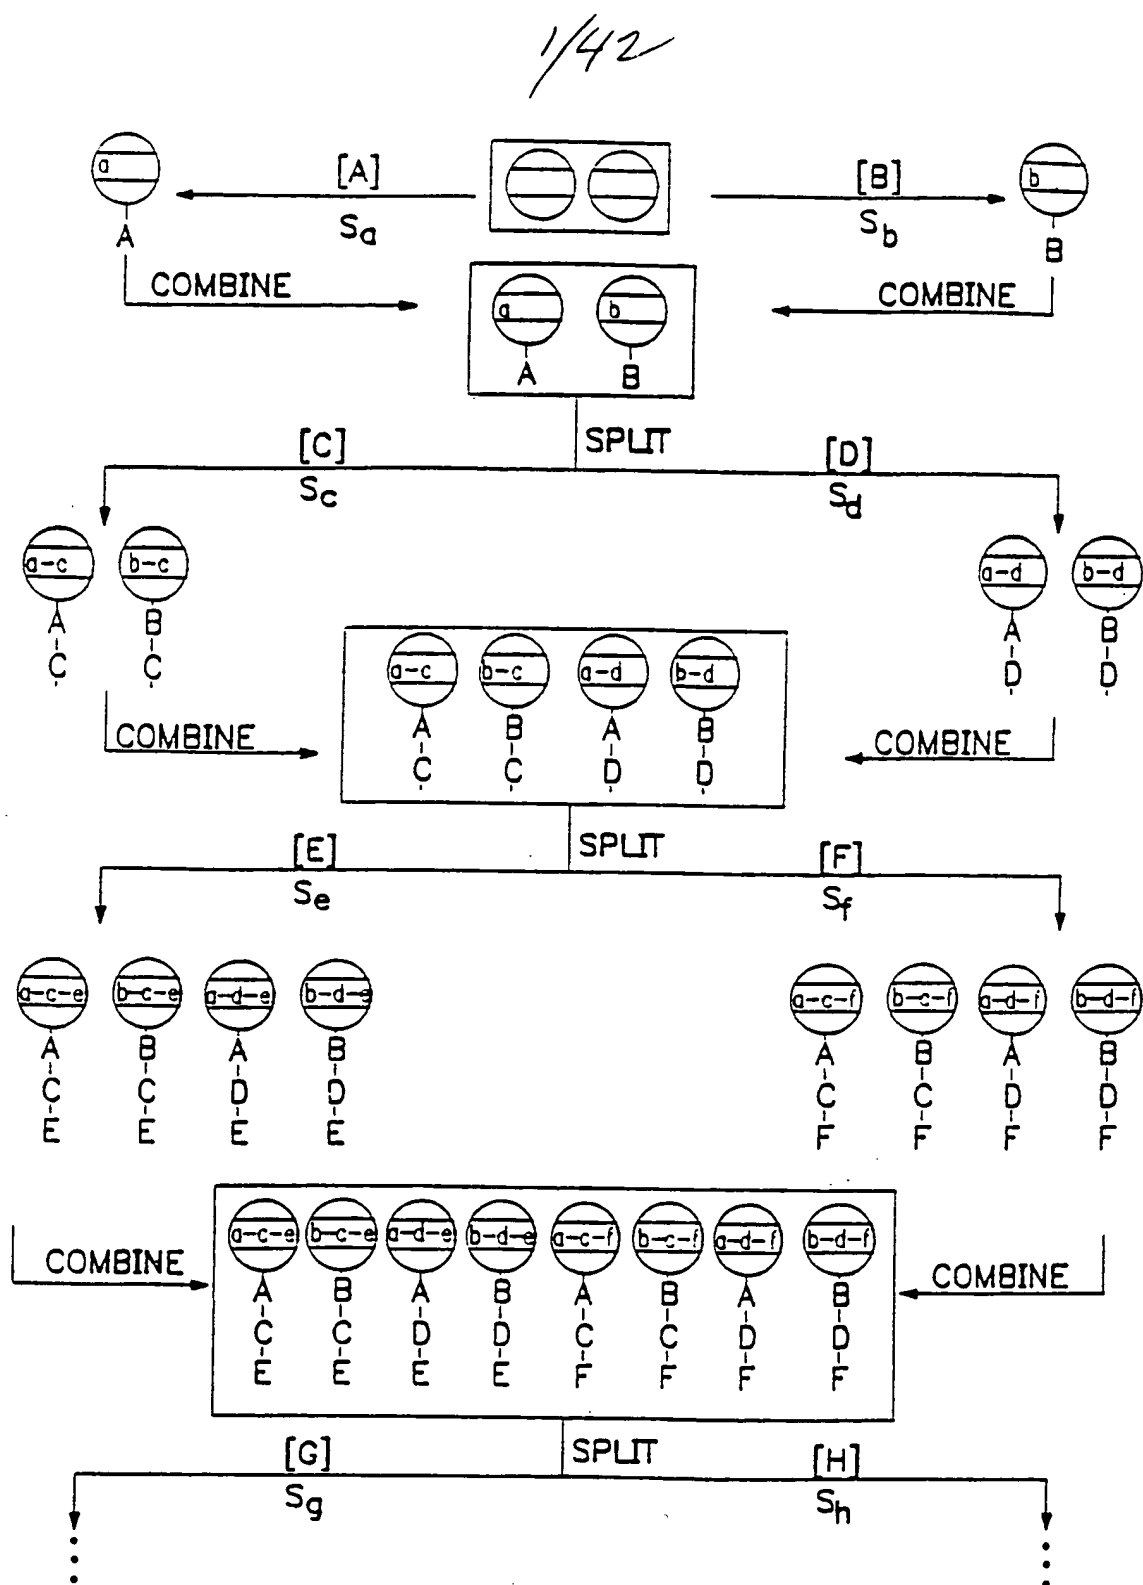 1/42
a [A] [B] b
A Sa Sb B
COMBINE a b COMBINE
A B
[C] SPLIT [D]
Sc Sd
a-c b-c a-d b-d
A B A B
C C D D
a-c b-c a-d b-d
A B A B
C C D D
COMBINE COMBINE
[E] SPLIT [F]
Se Sf
a-c-e b-c-e a-d-e b-d-e a-c-f b-c-f a-d-f b-d-f
A B A B A B A B
C C D D C C D D
E E E E F F F F
a-c-e b-c-e a-d-e b-d-e a-c-f b-c-f a-d-f b-d-f
COMBINE COMBINE
A B A B A B A B
C C D D C C D D
E E E E F F F F
[G] SPLIT [H]
Sg Sh